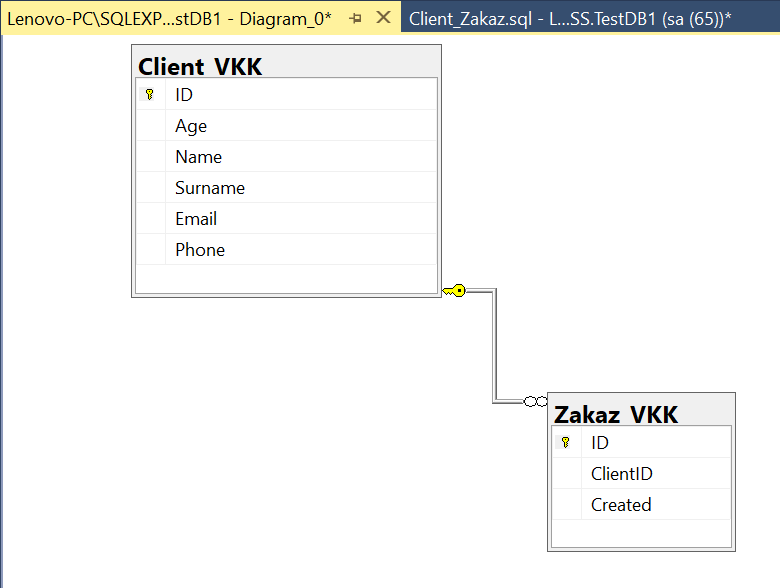 Lenovo-PC\SQLEXP...stDB1 - Diagram_0*
Client_Zakaz.sql - L...SS.TestDB1 (sa (65))*
Client_VKK
ID
Age
Name
Surname
Email
Phone
Zakaz_VKK
ID
ClientID
Created